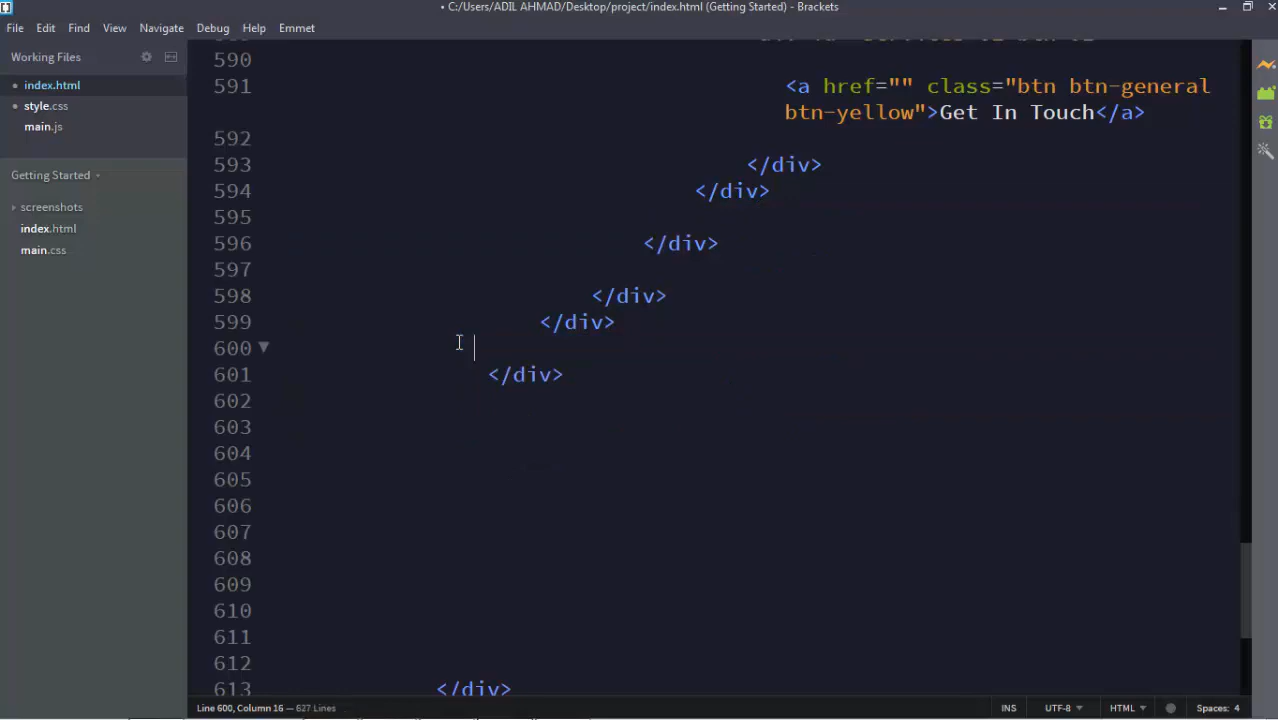 • C:/Users/ADIL AHMAD/Desktop/project/index.html (Getting Started) - Brackets
File Edit Find View Navigate Debug Help Emmet
Working Files
index.html
style.css
main.js
Getting Started
screenshots
index.html
main.css
590
591 <a href="" class="btn btn-general
btn-yellow">Get In Touch</a>
592
593 </div>
594 </div>
595
596 </div>
597
598 </div>
599 </div>
600
601 </div>
602
603
604
605
606
607
608
609
610
611
612
613 </div>
Line 600, Column 16 — 627 Lines
INS UTF-8 HTML Spaces: 4